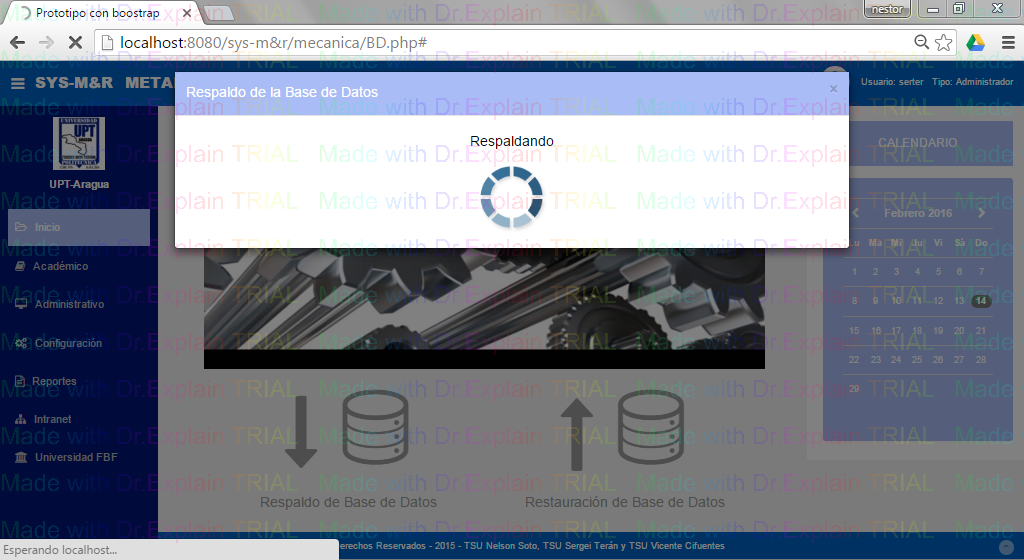 Prototipo con boostrap
nestor
localhost:8080/sys-m&r/mecanica/BD.php#
SYS-M&R META
Usuario: serter Tipo: Administrador
Respaldo de la Base de Datos
×
Respaldando
UNIVERSIDAD
UPT
ARAGUA
UPT-Aragua
Inicio
Académico
Administrativo
Configuración
Reportes
Intranet
Universidad FBF
CALENDARIO
Febrero 2016
Lu Ma Mi Ju Vi Sá Do
1 2 3 4 5 6 7
8 9 10 11 12 13 14
15 16 17 18 19 20 21
22 23 24 25 26 27 28
29
Respaldo de Base de Datos
Restauración de Base de Datos
Esperando localhost...
erechos Reservados - 2015 - TSU Nelson Soto, TSU Sergei Terán y TSU Vicente Cifuentes
Made with Dr.Explain TRIAL Made with Dr.Explain TRIAL Made with Dr.Explain TRIAL Made